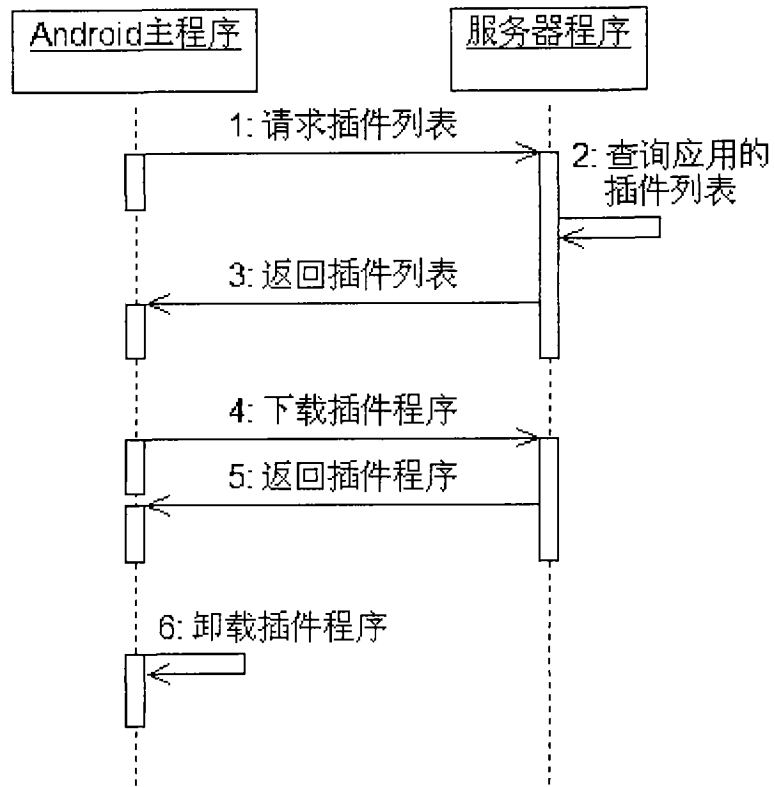 Android主程序
服务器程序
1: 请求插件列表
2: 查询应用的
插件列表
3: 返回插件列表
4: 下载插件程序
5: 返回插件程序
6: 卸载插件程序